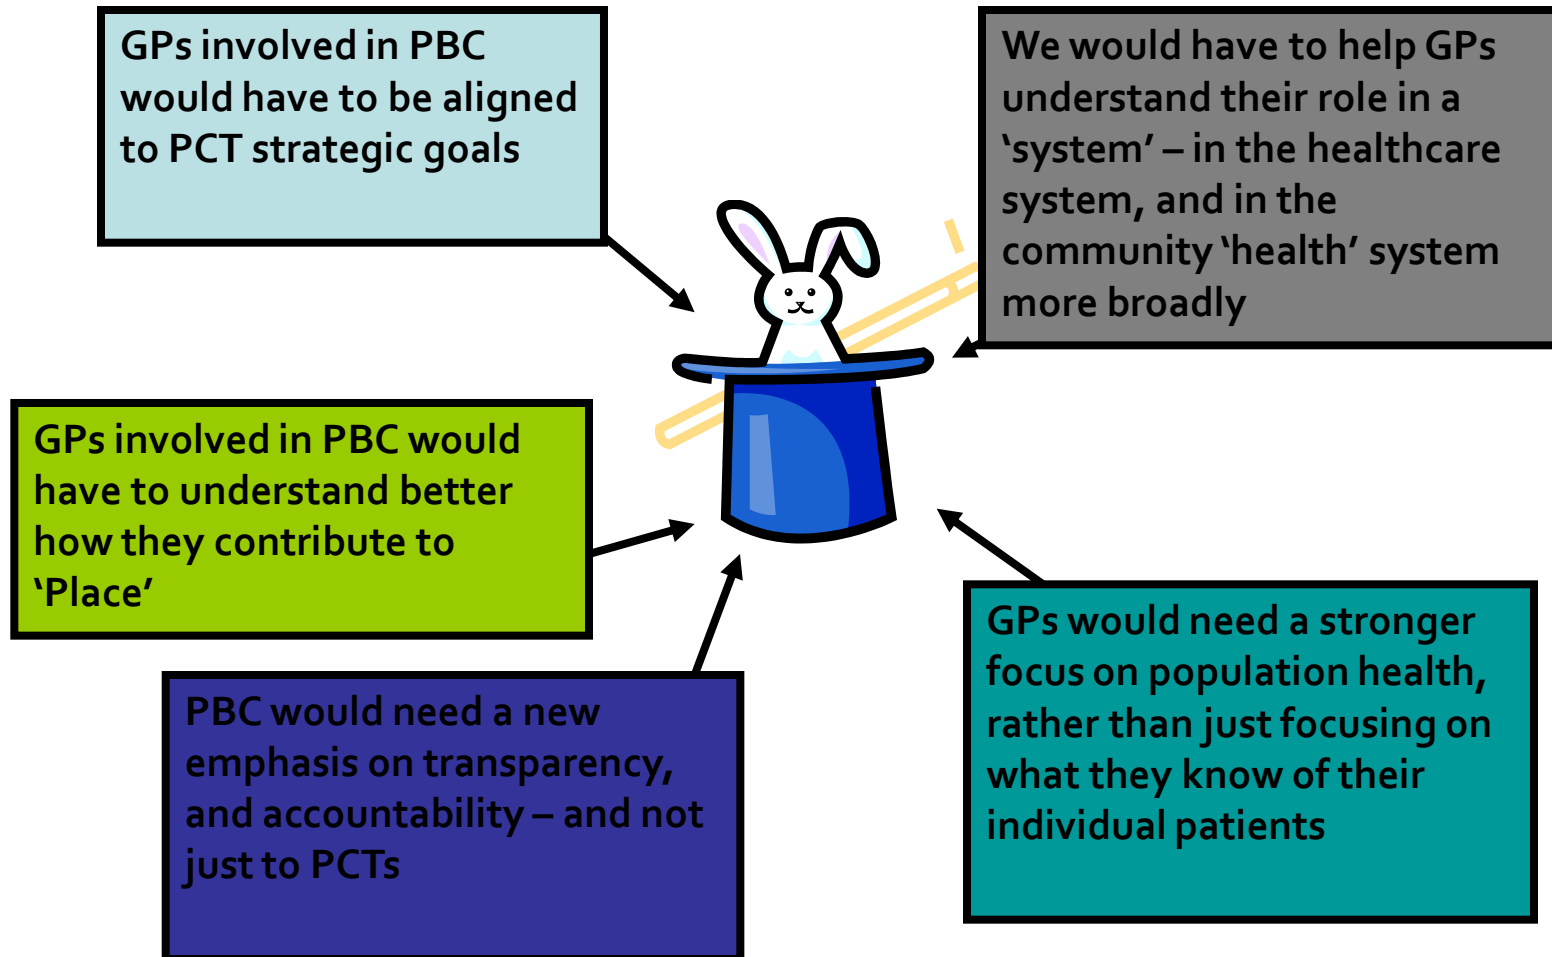 GPs involved in PBC
would have to be aligned
to PCT strategic goals
We would have to help GPs
understand their role in a
‘system’ – in the healthcare
system, and in the
community ‘health’ system
more broadly
GPs involved in PBC would
have to understand better
how they contribute to
‘Place’
PBC would need a new
emphasis on transparency,
and accountability – and not
just to PCTs
GPs would need a stronger
focus on population health,
rather than just focusing on
what they know of their
individual patients